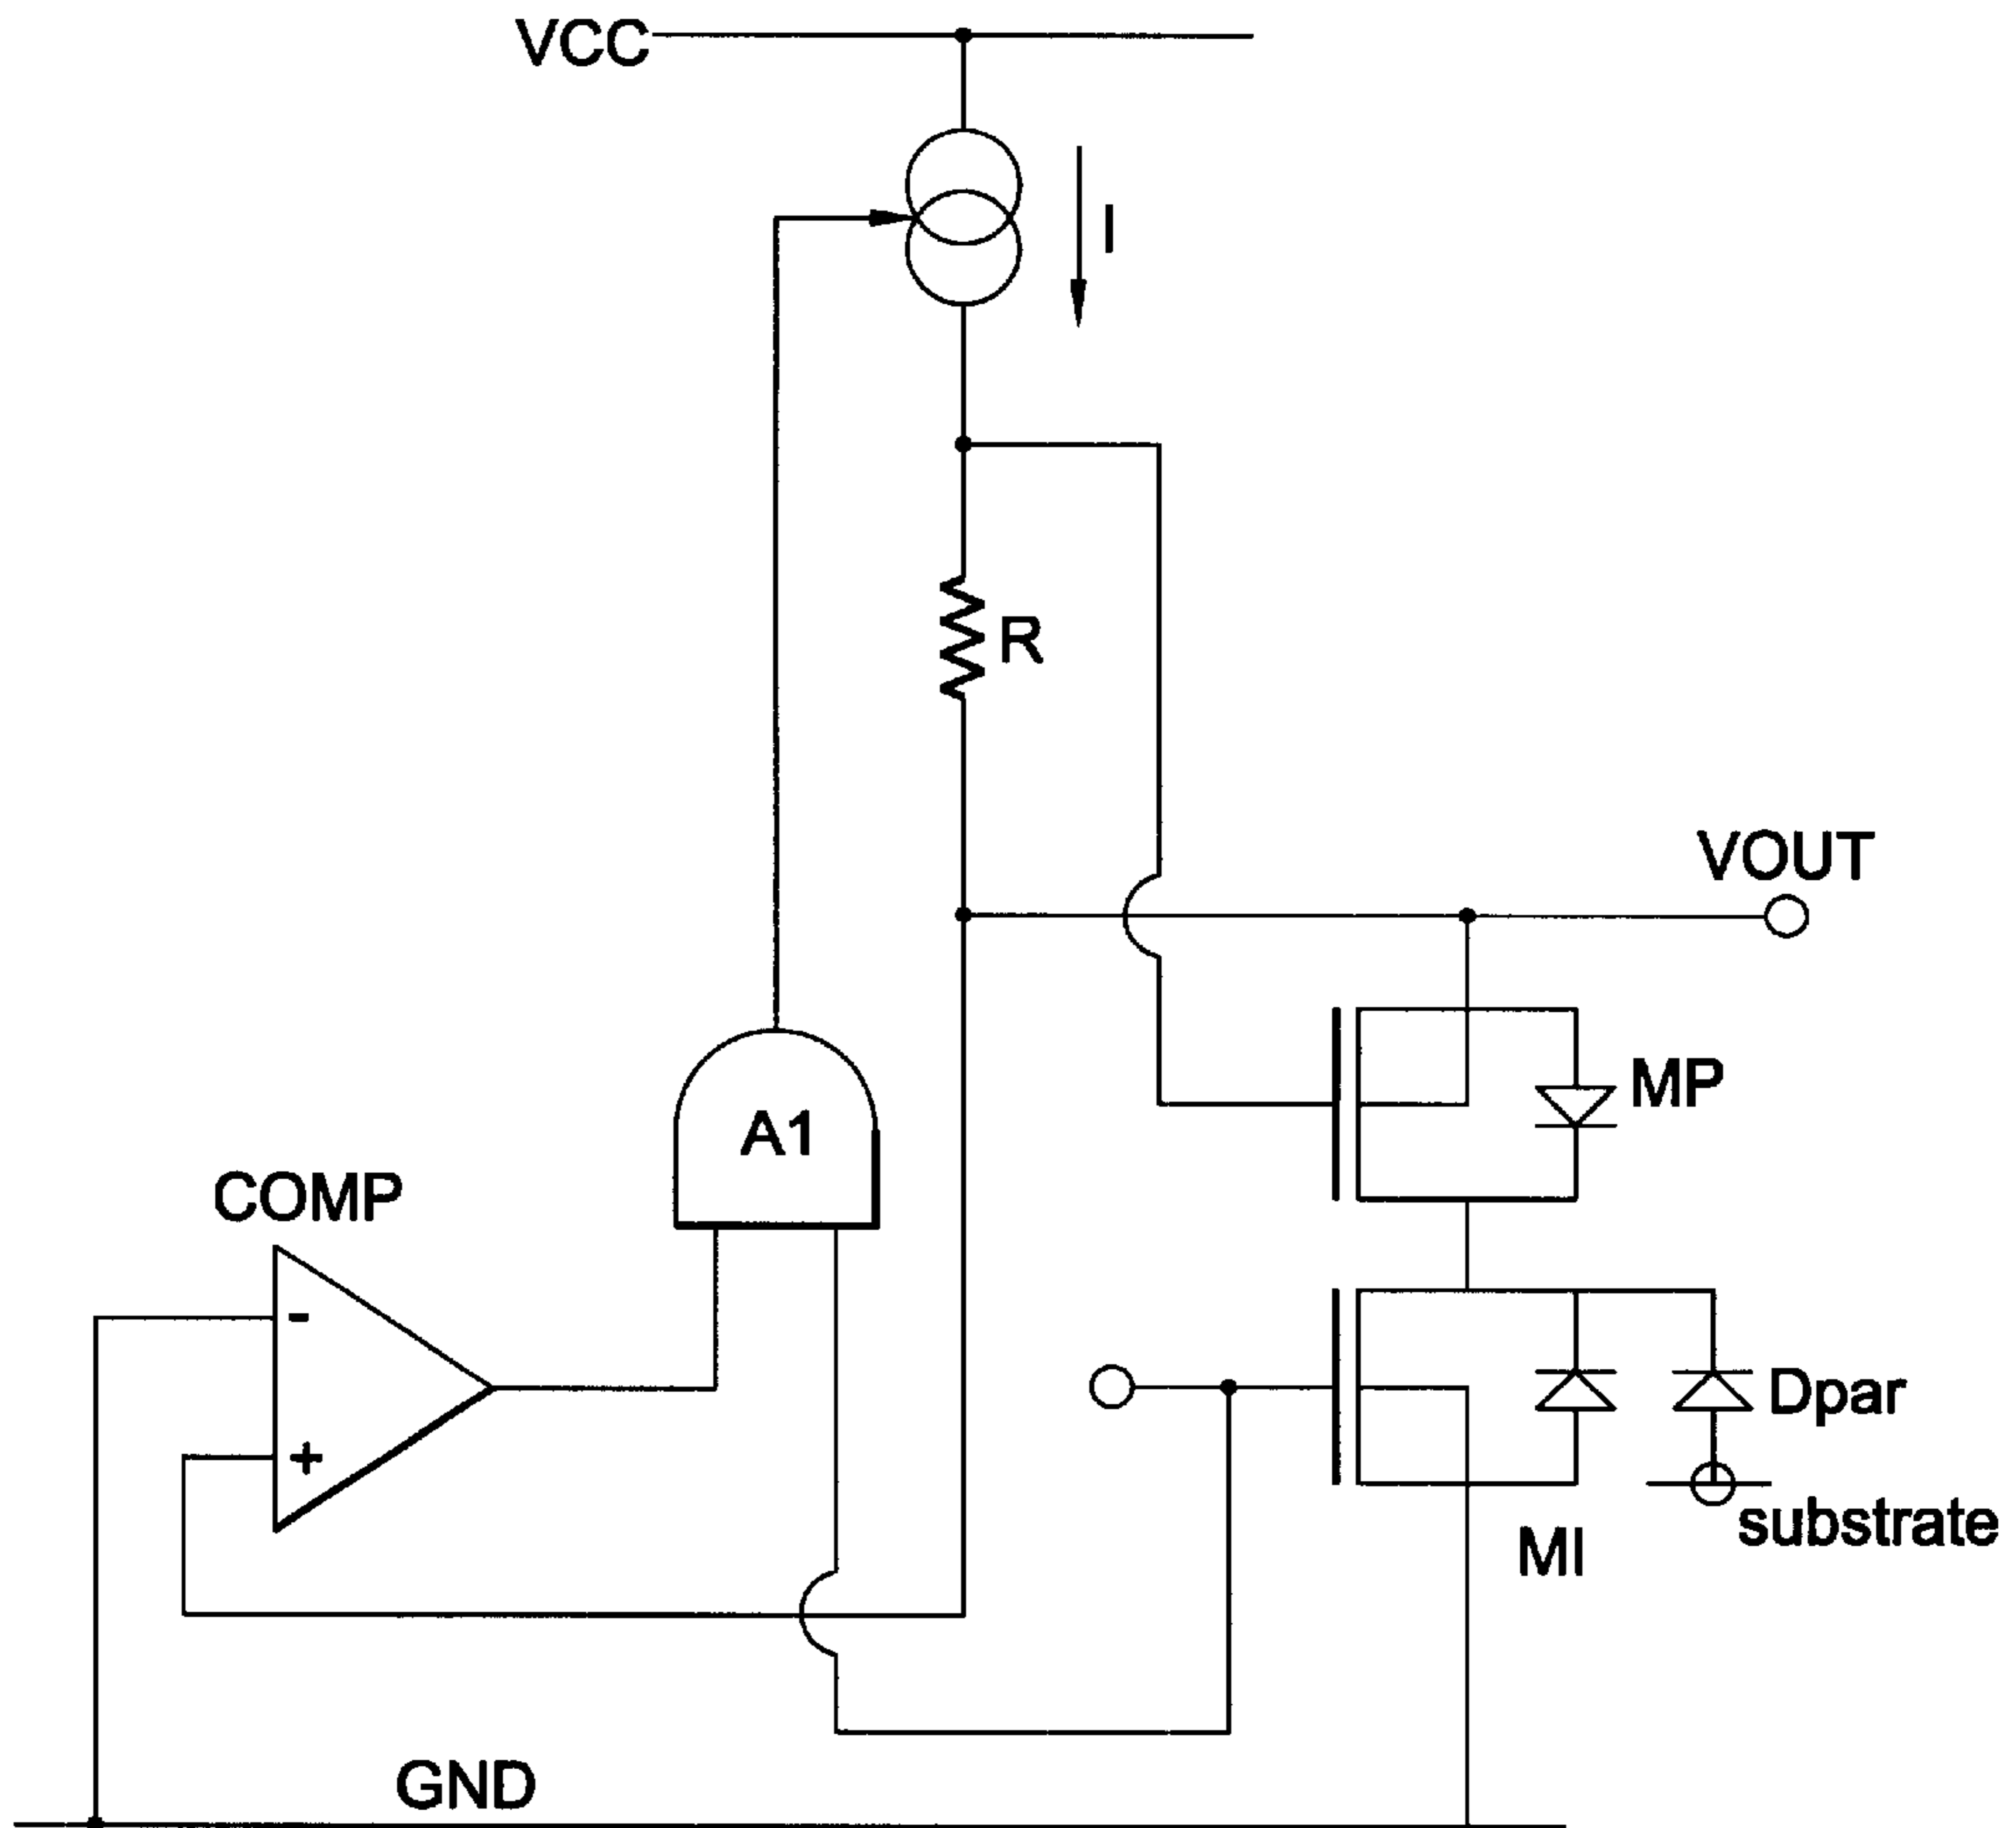 VCC
I
R
VOUT
MP
A1
COMP
-
+
Dpar
substrate
MI
GND